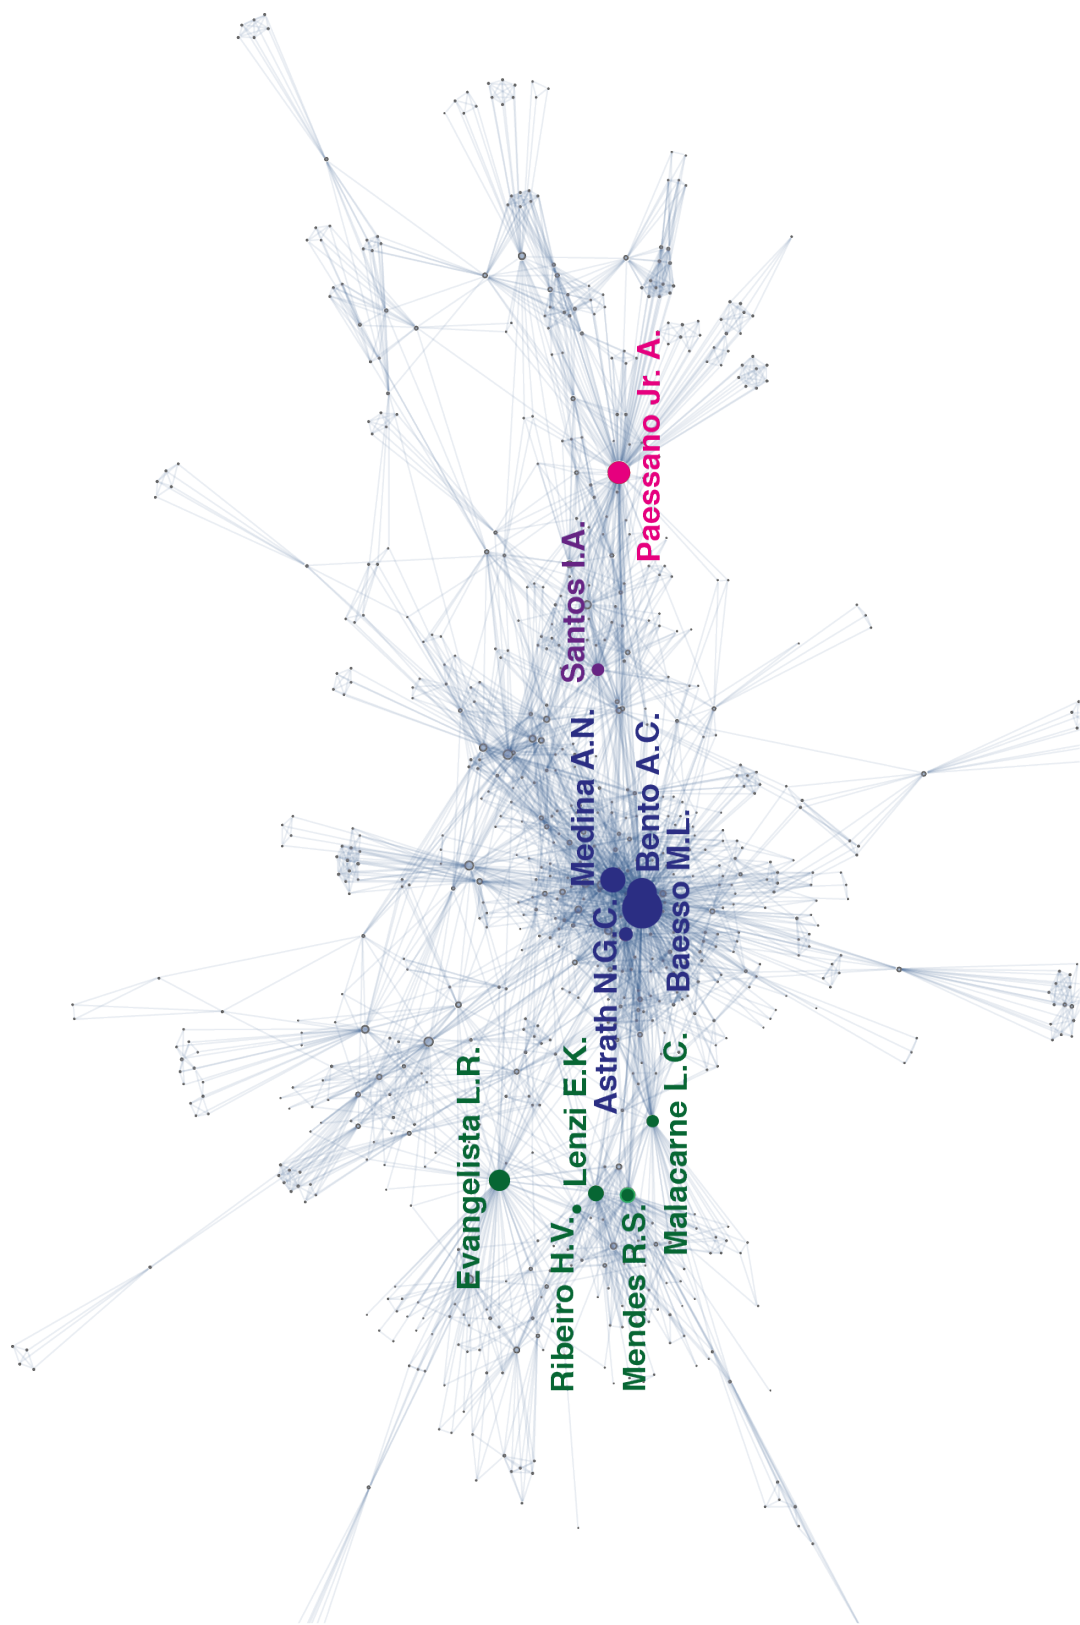 Paessano Jr. A.
Santos I.A.
Medina A.N.
Bento A.C.
Baesso M.L.
Astrath N.G.C.
Malacarne L.C.
Lenzi E.K.
Evangelista L.R.
Ribeiro H.V.
Mendes R.S.